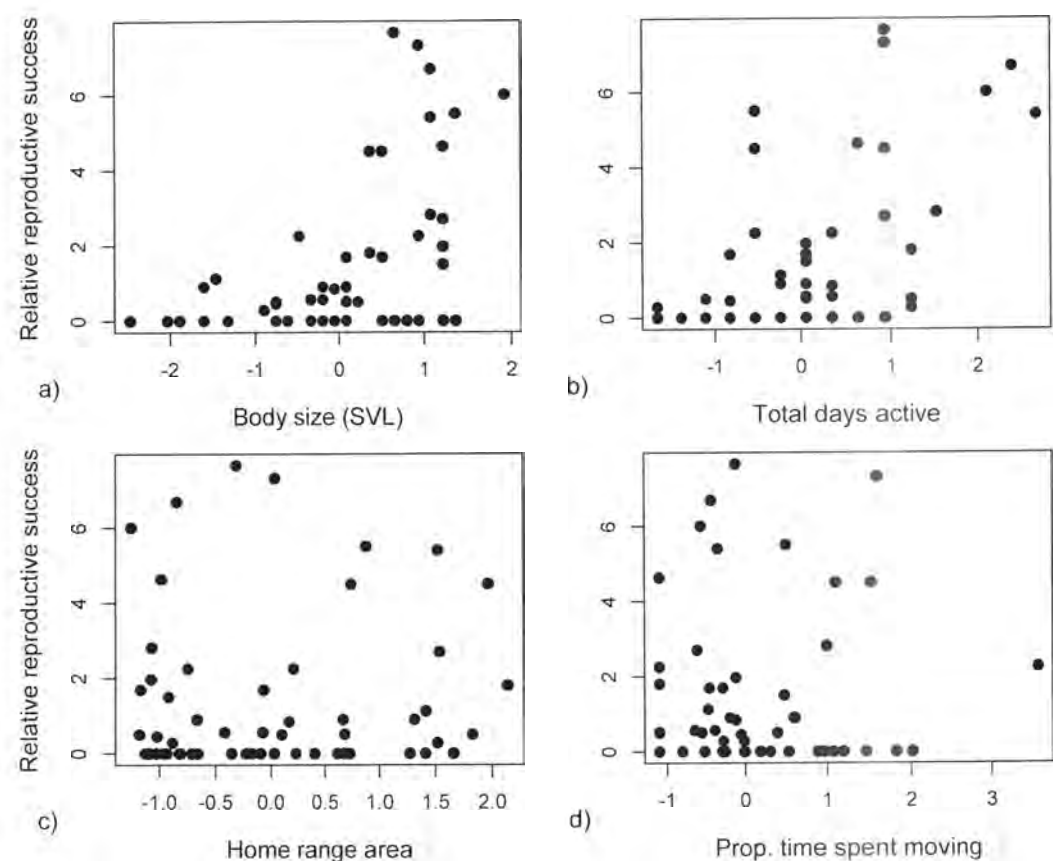 Relative reproductive success
0 2 4 6
-2 -1 0 1 2
a)
Body size (SVL)
0 2 4 6
-1 0 1 2
b)
Total days active
Relative reproductive success
0 2 4 6
-1.0 0.0 0.5 1.0 1.5 2.0
c)
Home range area
0 2 4 6
-1 0 1 2 3
d)
Prop. time spent moving